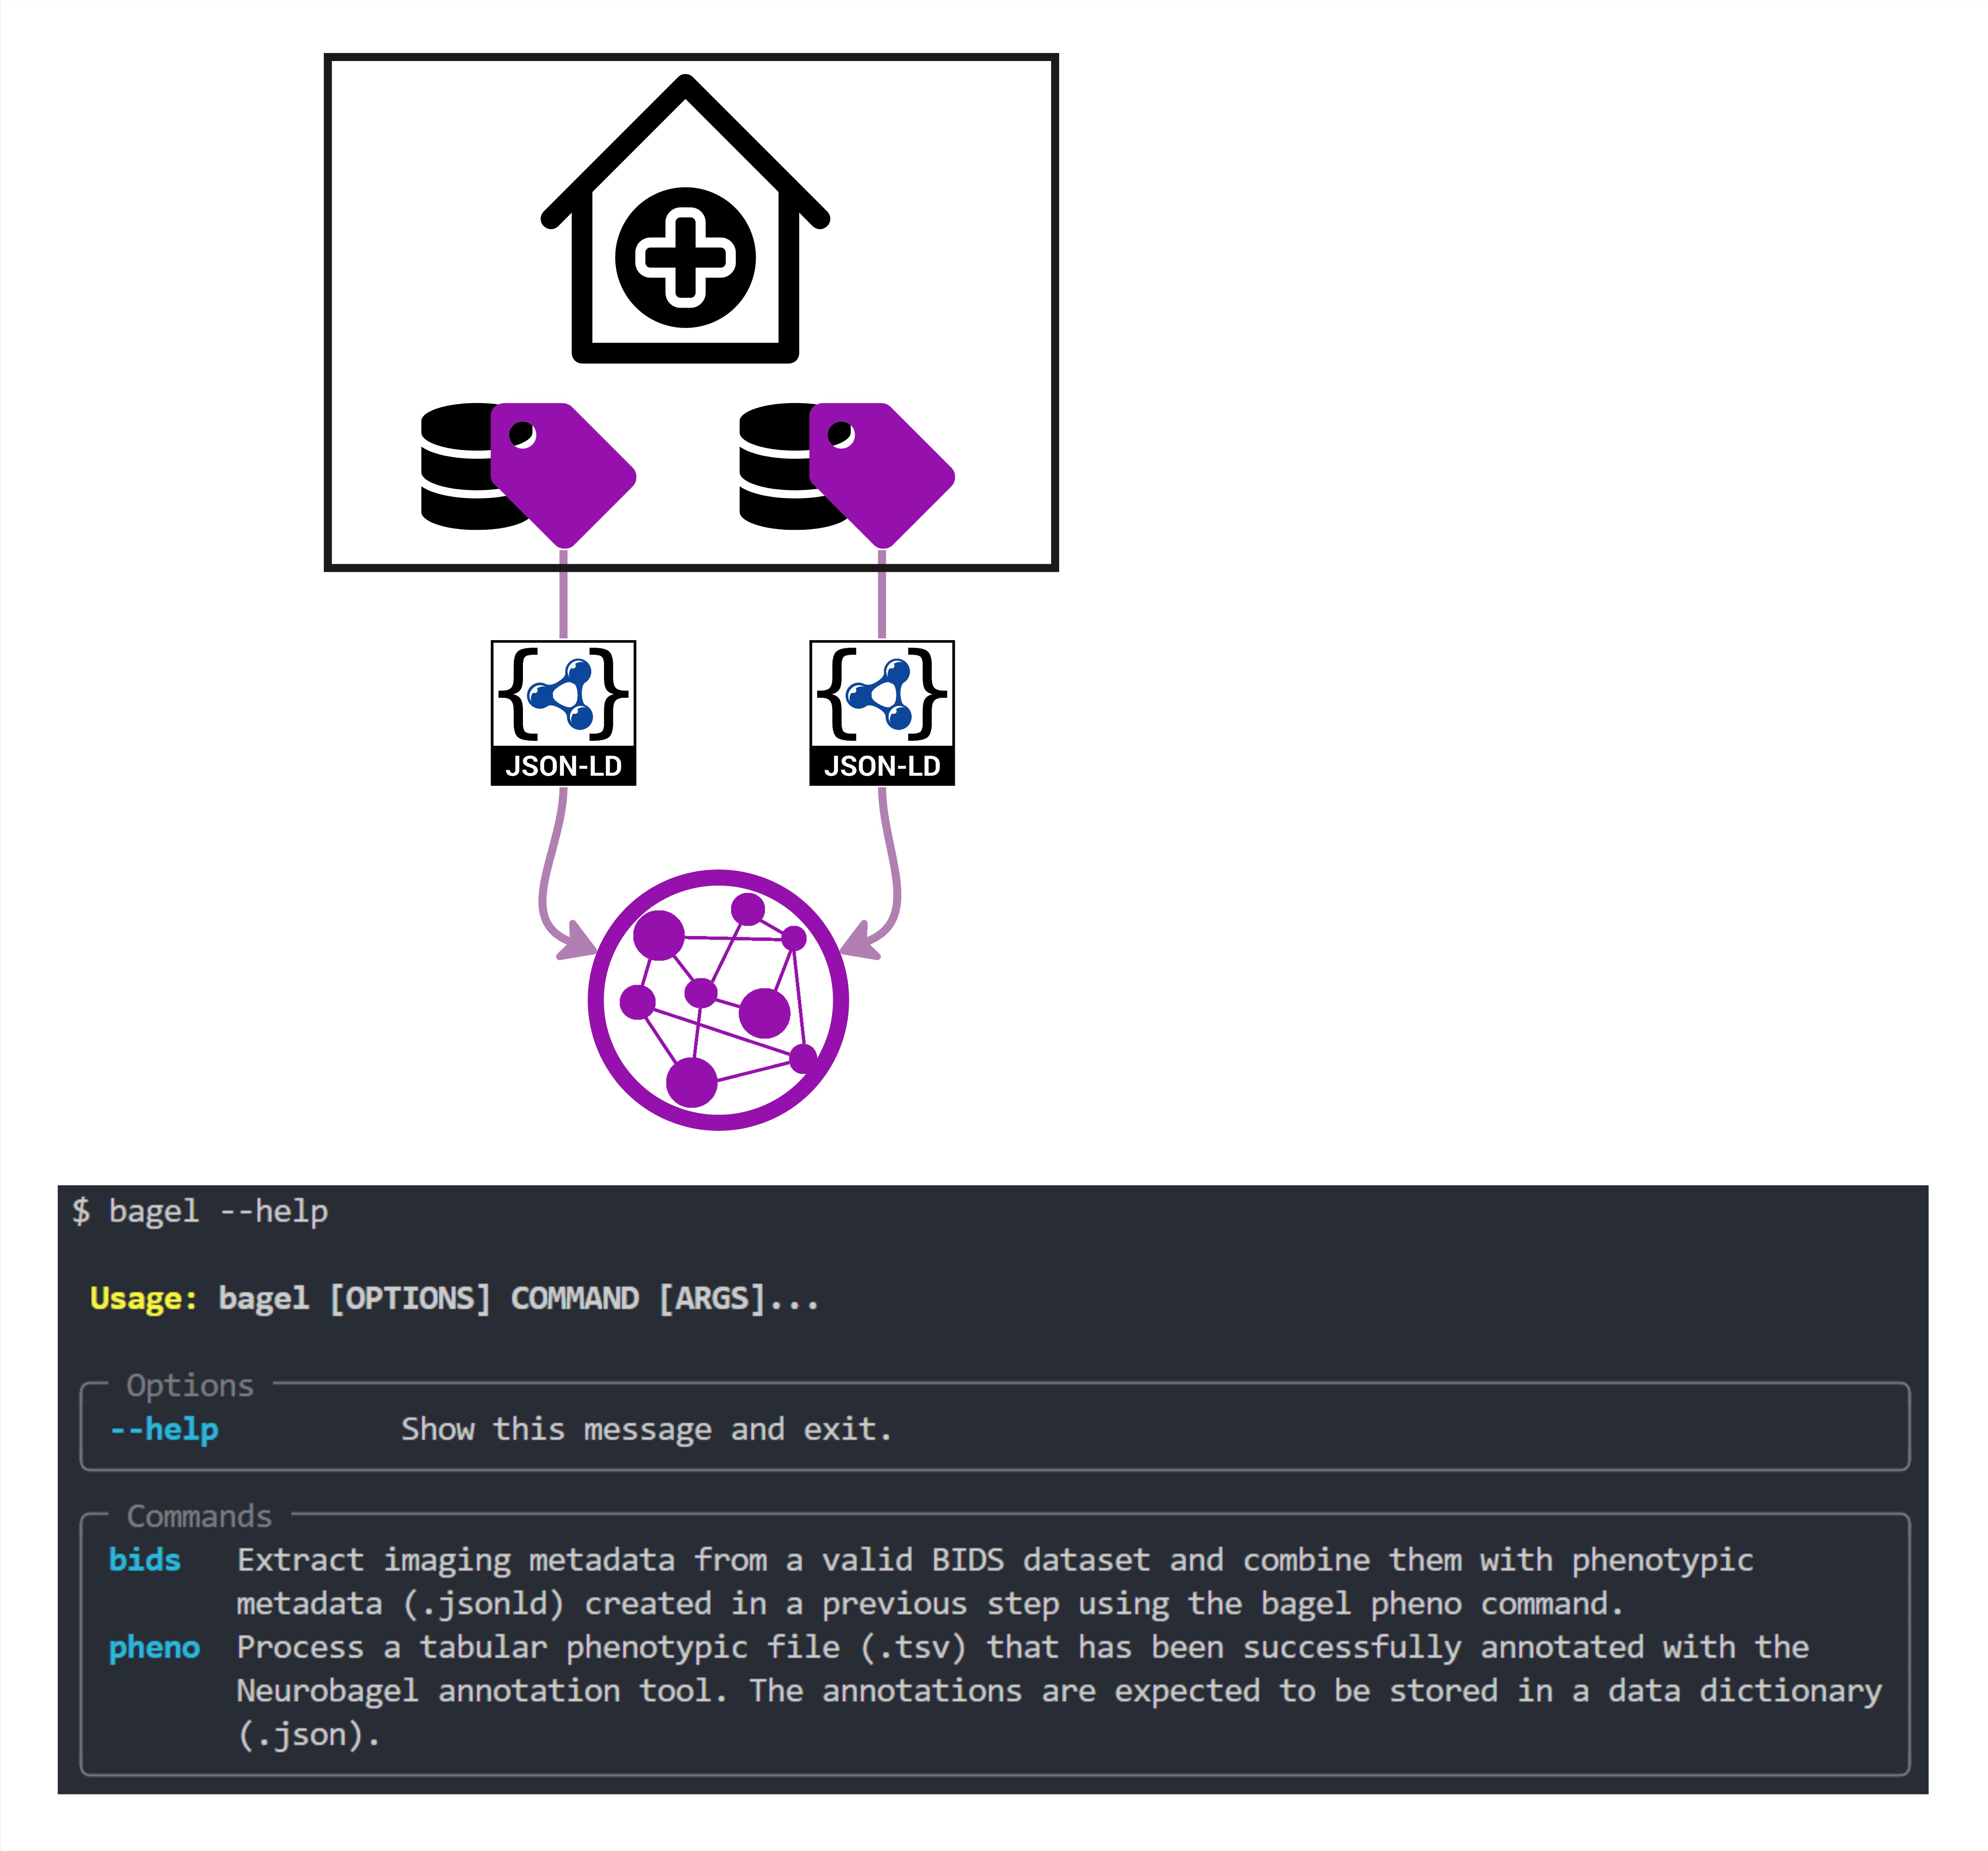 JSON-LD JSON-LD
$ bagel --help
Usage: bagel [OPTIONS] COMMAND [ARGS]...
Options
--help Show this message and exit.
Commands
bids Extract imaging metadata from a valid BIDS dataset and combine them with phenotypic
metadata (.jsonld) created in a previous step using the bagel pheno command.
pheno Process a tabular phenotypic file (.tsv) that has been successfully annotated with the
Neurobagel annotation tool. The annotations are expected to be stored in a data dictionary
(.json).